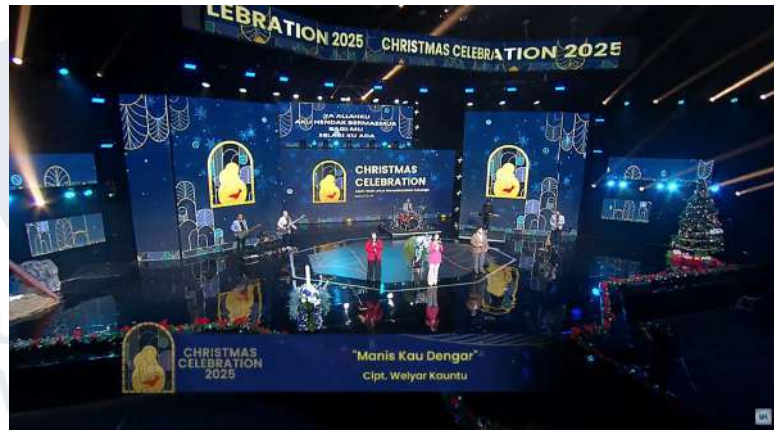 LEBRATION 2025 CHRISTMAS CELEBRATION 2025
YA ALLAHKU
AKU HENDAK BERMAZMUR
BAGI MU
SELAGI KU ADA
CHRISTMAS
CELEBRATION
CHRISTMAS
CELEBRATION
2025
"Manis Kau Dengar"
Cipt. Welyar Kauntu